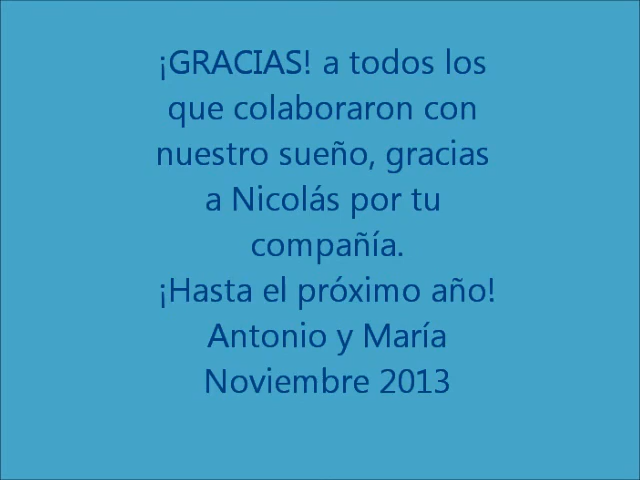 ¡GRACIAS! a todos los
que colaboraron con
nuestro sueño, gracias
a Nicolás por tu
compañía.
¡Hasta el próximo año!
Antonio y María
Noviembre 2013